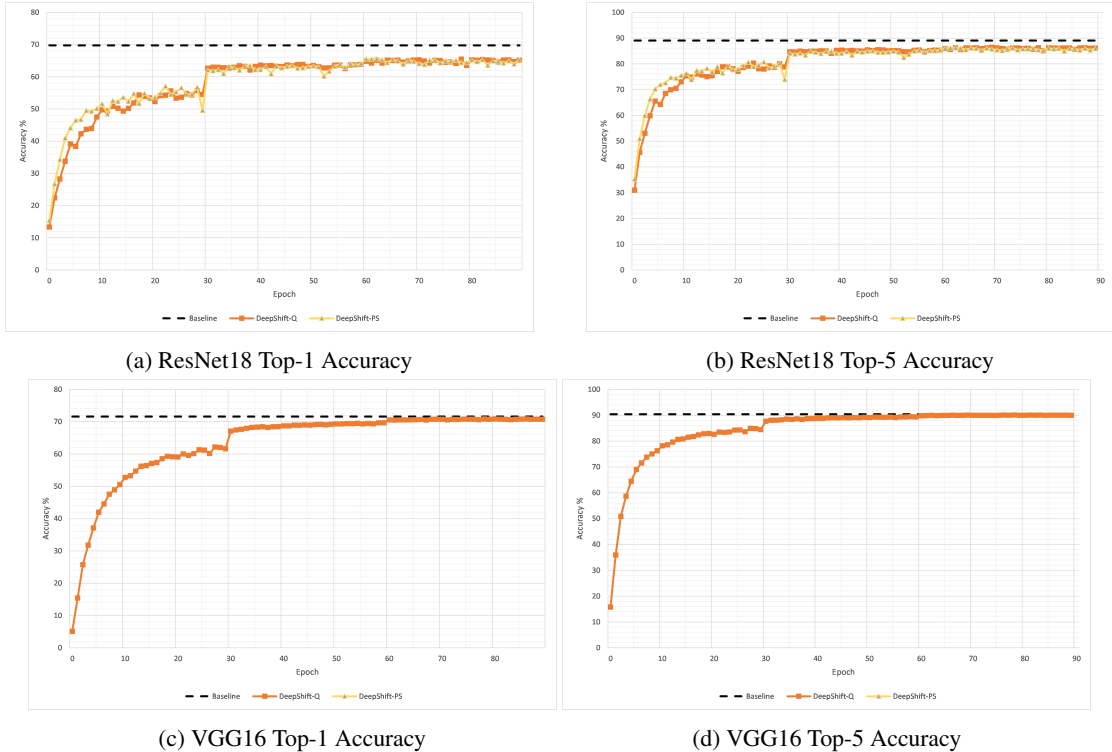 80
70
60
50
40
30
20
10
0
Accuracy %
0 10 20 30 40 50 60 70 80
Epoch
Baseline DeepShift-Q DeepShift-PS
(a) ResNet18 Top-1 Accuracy
100
90
80
70
60
50
40
30
20
10
0
Accuracy %
0 10 20 30 40 50 60 70 80 90
Epoch
Baseline DeepShift-Q DeepShift-PS
(b) ResNet18 Top-5 Accuracy
80
70
60
50
40
30
20
10
0
Accuracy %
0 10 20 30 40 50 60 70 80
Epoch
Baseline DeepShift-Q DeepShift-PS
(c) VGG16 Top-1 Accuracy
100
90
80
70
60
50
40
30
20
10
0
Accuracy %
0 10 20 30 40 50 60 70 80 90
Epoch
Baseline DeepShift-Q DeepShift-PS
(d) VGG16 Top-5 Accuracy